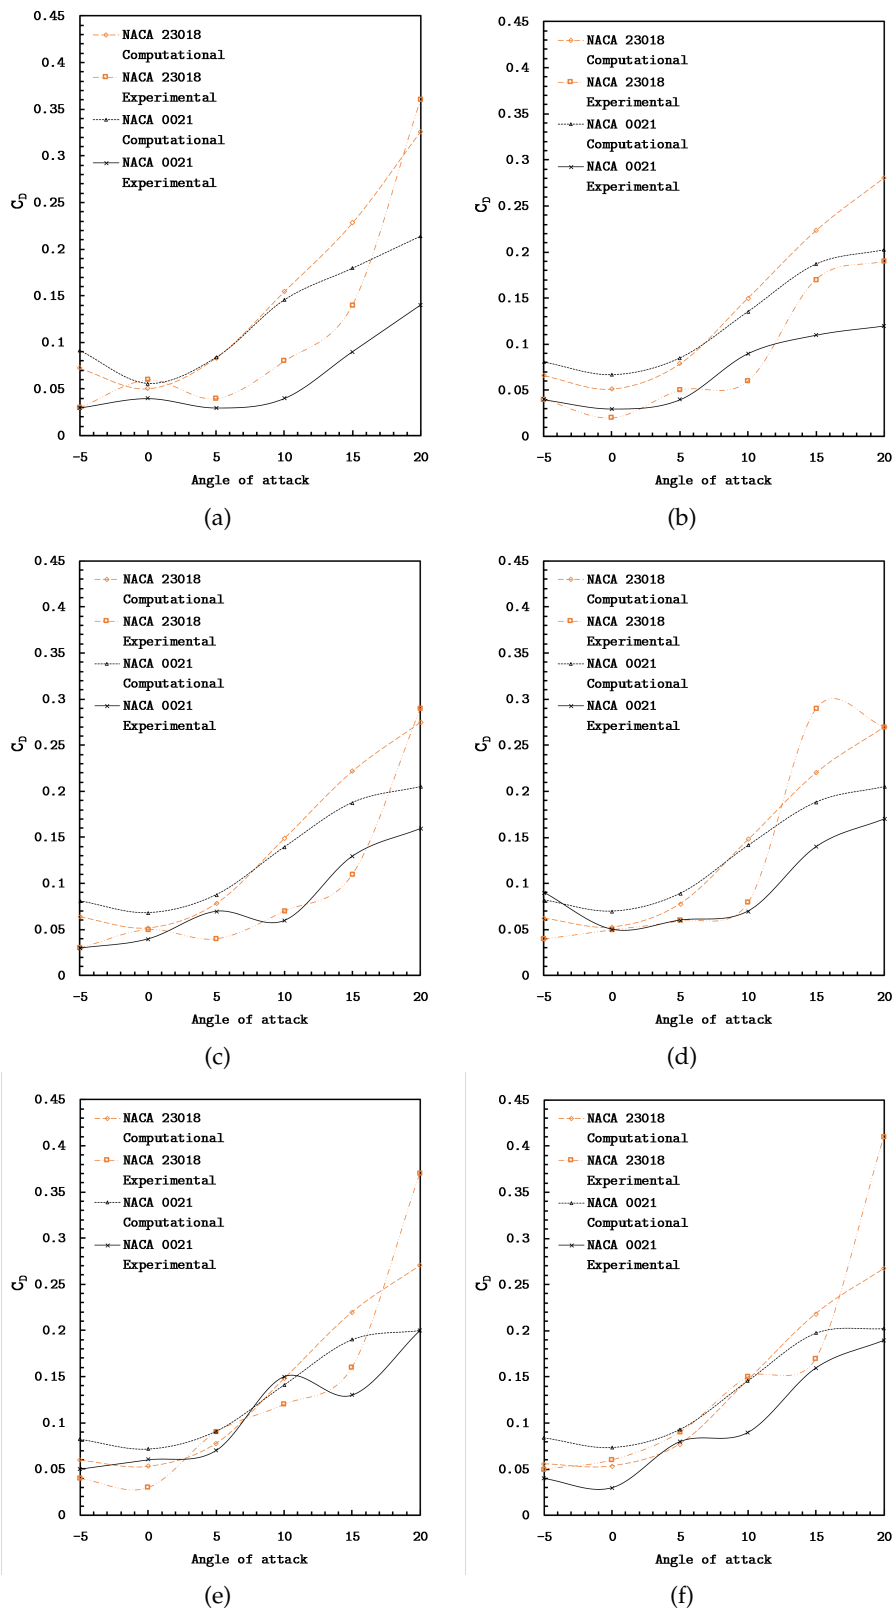 0.45
0.4
0.35
0.3
0.25
0.2
0.15
0.1
0.05
0
C_D
NACA 23018
Computational
NACA 23018
Experimental
NACA 0021
Computational
NACA 0021
Experimental
-5 0 5 10 15 20
Angle of attack
(a)
0.45
0.4
0.35
0.3
0.25
0.2
0.15
0.1
0.05
0
C_D
NACA 23018
Computational
NACA 23018
Experimental
NACA 0021
Computational
NACA 0021
Experimental
-5 0 5 10 15 20
Angle of attack
(b)
0.45
0.4
0.35
0.3
0.25
0.2
0.15
0.1
0.05
0
C_D
NACA 23018
Computational
NACA 23018
Experimental
NACA 0021
Computational
NACA 0021
Experimental
-5 0 5 10 15 20
Angle of attack
(c)
0.45
0.4
0.35
0.3
0.25
0.2
0.15
0.1
0.05
0
C_D
NACA 23018
Computational
NACA 23018
Experimental
NACA 0021
Computational
NACA 0021
Experimental
-5 0 5 10 15 20
Angle of attack
(d)
0.45
0.4
0.35
0.3
0.25
0.2
0.15
0.1
0.05
0
C_D
NACA 23018
Computational
NACA 23018
Experimental
NACA 0021
Computational
NACA 0021
Experimental
-5 0 5 10 15 20
Angle of attack
(e)
0.45
0.4
0.35
0.3
0.25
0.2
0.15
0.1
0.05
0
C_D
NACA 23018
Computational
NACA 23018
Experimental
NACA 0021
Computational
NACA 0021
Experimental
-5 0 5 10 15 20
Angle of attack
(f)